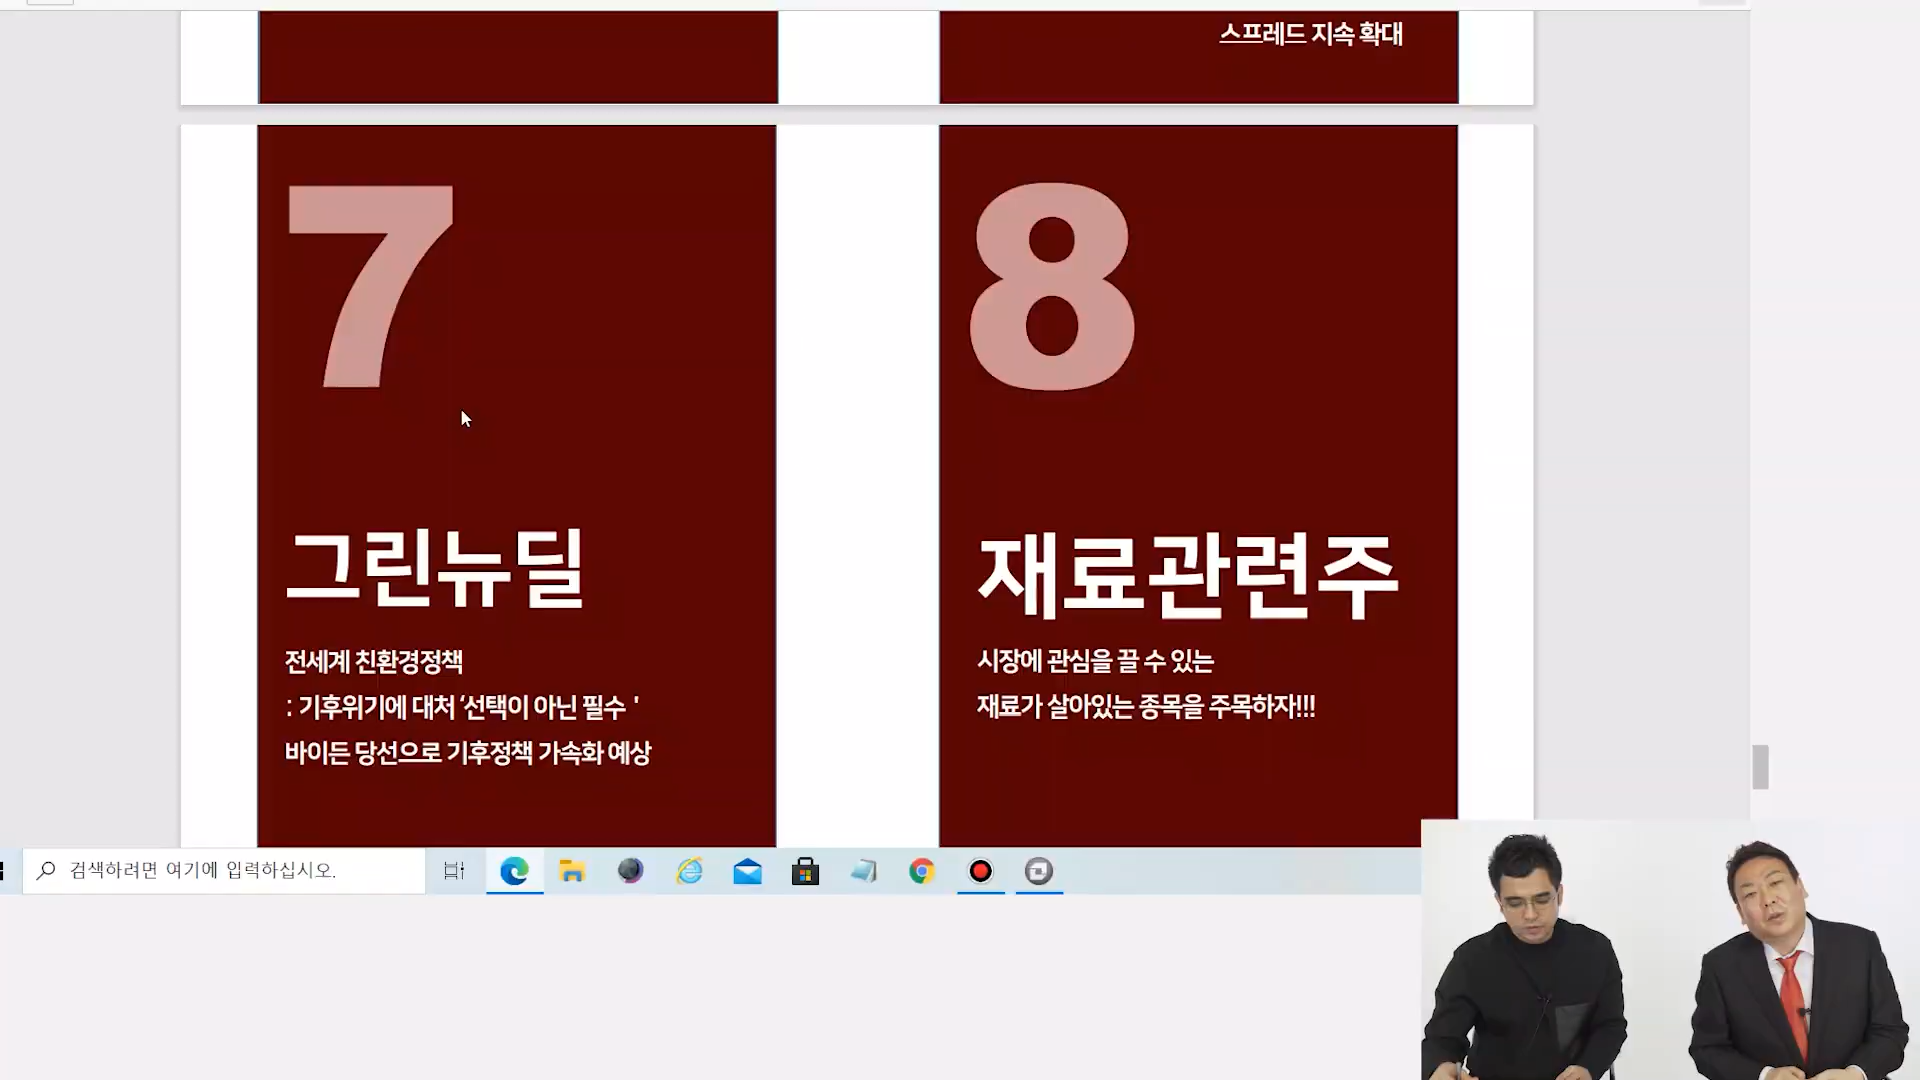 스프레드 지속 확대
7
그린뉴딜
전세계 친환경정책
: 기후위기에 대처 ‘선택이 아닌 필수 '
바이든 당선으로 기후정책 가속화 예상
8
재료관련주
시장에 관심을 끌 수 있는
재료가 살아있는 종목을 주목하자!!!
검색하려면 여기에 입력하십시오.